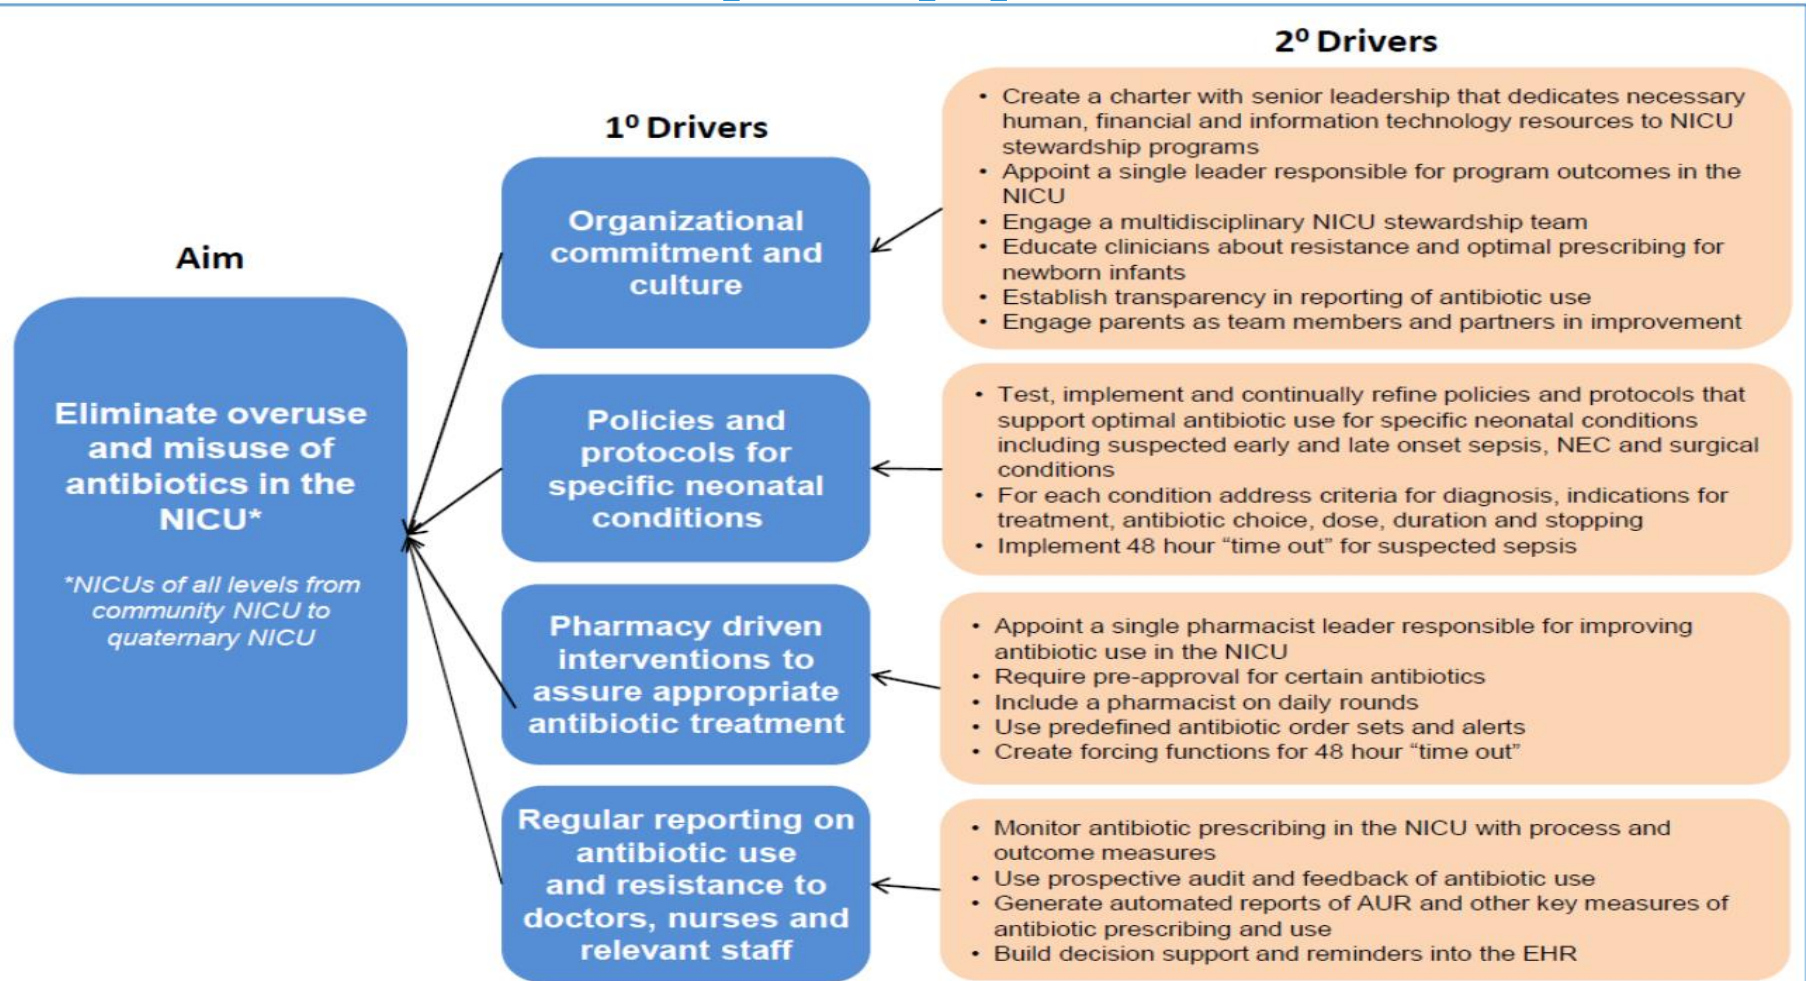 Aim
Eliminate overuse
and misuse of
antibiotics in the
NICU*
*NICUs of all levels from
community NICU to
quaternary NICU
1⁰ Drivers
Organizational
commitment and
culture
Policies and
protocols for
specific neonatal
conditions
Pharmacy driven
interventions to
assure appropriate
antibiotic treatment
Regular reporting on
antibiotic use
and resistance to
doctors, nurses and
relevant staff
2⁰ Drivers
• Create a charter with senior leadership that dedicates necessary
human, financial and information technology resources to NICU
stewardship programs
• Appoint a single leader responsible for program outcomes in the
NICU
• Engage a multidisciplinary NICU stewardship team
• Educate clinicians about resistance and optimal prescribing for
newborn infants
• Establish transparency in reporting of antibiotic use
• Engage parents as team members and partners in improvement
• Test, implement and continually refine policies and protocols that
support optimal antibiotic use for specific neonatal conditions
including suspected early and late onset sepsis, NEC and surgical
conditions
• For each condition address criteria for diagnosis, indications for
treatment, antibiotic choice, dose, duration and stopping
• Implement 48 hour “time out” for suspected sepsis
• Appoint a single pharmacist leader responsible for improving
antibiotic use in the NICU
• Require pre-approval for certain antibiotics
• Include a pharmacist on daily rounds
• Use predefined antibiotic order sets and alerts
• Create forcing functions for 48 hour “time out”
• Monitor antibiotic prescribing in the NICU with process and
outcome measures
• Use prospective audit and feedback of antibiotic use
• Generate automated reports of AUR and other key measures of
antibiotic prescribing and use
• Build decision support and reminders into the EHR